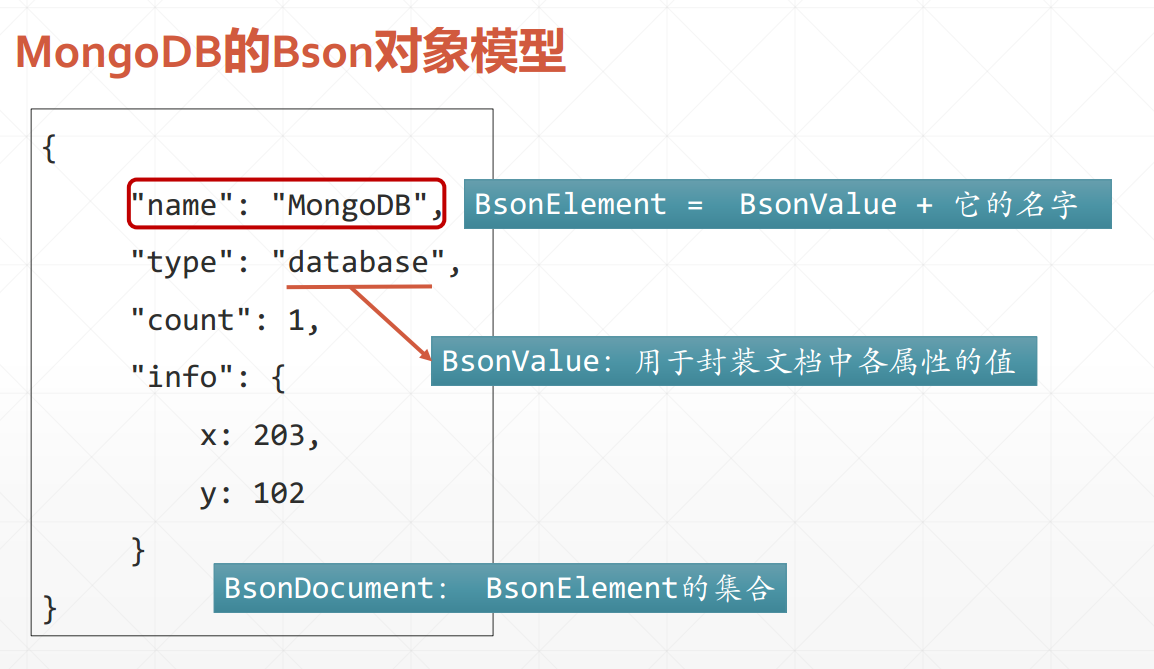 MongoDB的Bson对象模型
{
"name": "MongoDB",
BsonElement = BsonValue + 它的名字
"type": "database",
"count": 1,
BsonValue: 用于封装文档中各属性的值
"info": {
x: 203,
y: 102
}
BsonDocument: BsonElement的集合
}